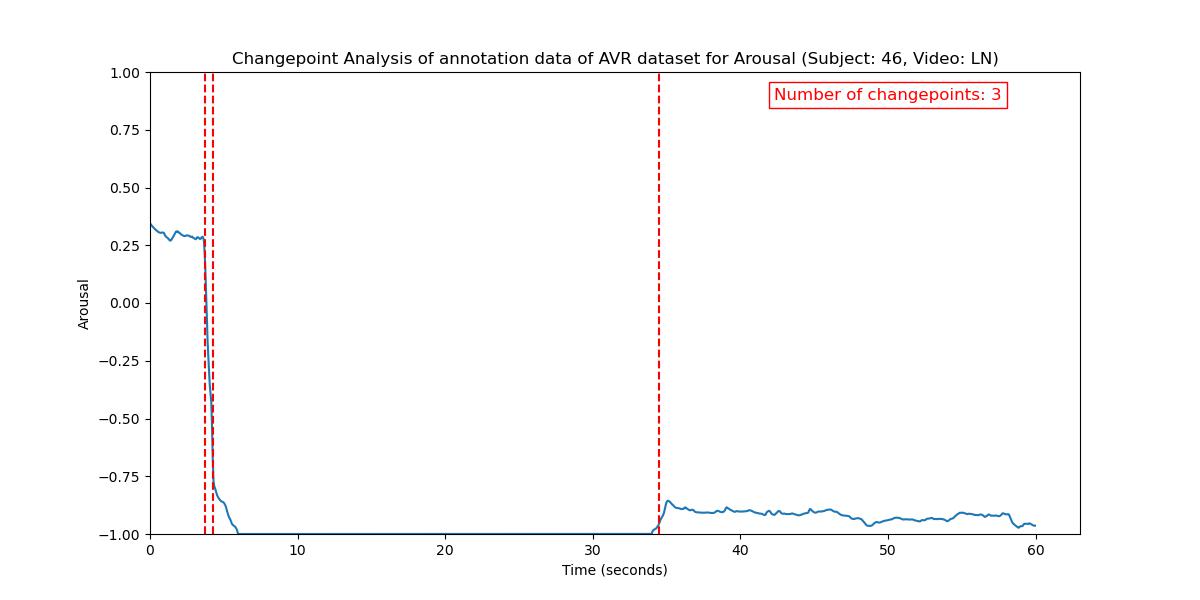 Changepoint Analysis of annotation data of AVR dataset for Arousal (Subject: 46, Video: LN)
Number of changepoints: 3
1.00
0.75
0.50
0.25
0.00
−0.25
−0.50
−0.75
−1.00
Arousal
0 10 20 30 40 50 60
Time (seconds)